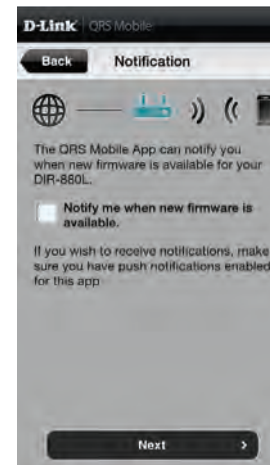 D-Link QRS Mobile
Back Notification
The QRS Mobile App can notify you
when new firmware is available for your
DIR-880L.
Notify me when new firmware is
available.
If you wish to receive notifications, make
sure you have push notifications enabled
for this app
Next